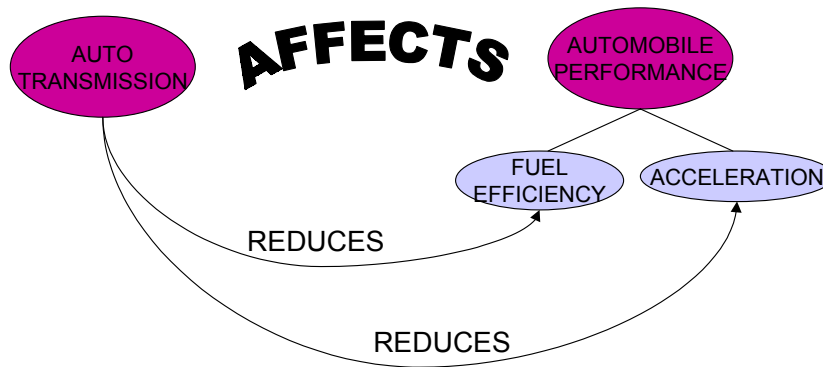 AUTO
TRANSMISSION
AFFECTS
AUTOMOBILE
PERFORMANCE
FUEL
EFFICIENCY
ACCELERATION
REDUCES
REDUCES